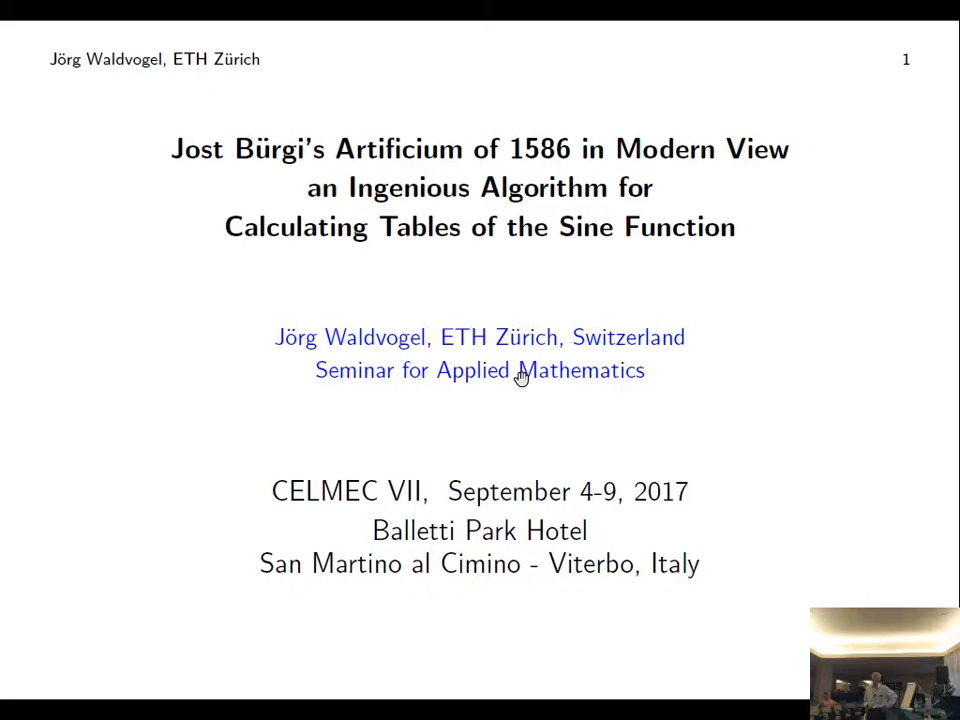 Jörg Waldvogel, ETH Zürich 1
Jost Bürgi's Artificium of 1586 in Modern View
an Ingenious Algorithm for
Calculating Tables of the Sine Function
Jörg Waldvogel, ETH Zürich, Switzerland
Seminar for Applied Mathematics
CELMEC VII, September 4-9, 2017
Balletti Park Hotel
San Martino al Cimino - Viterbo, Italy